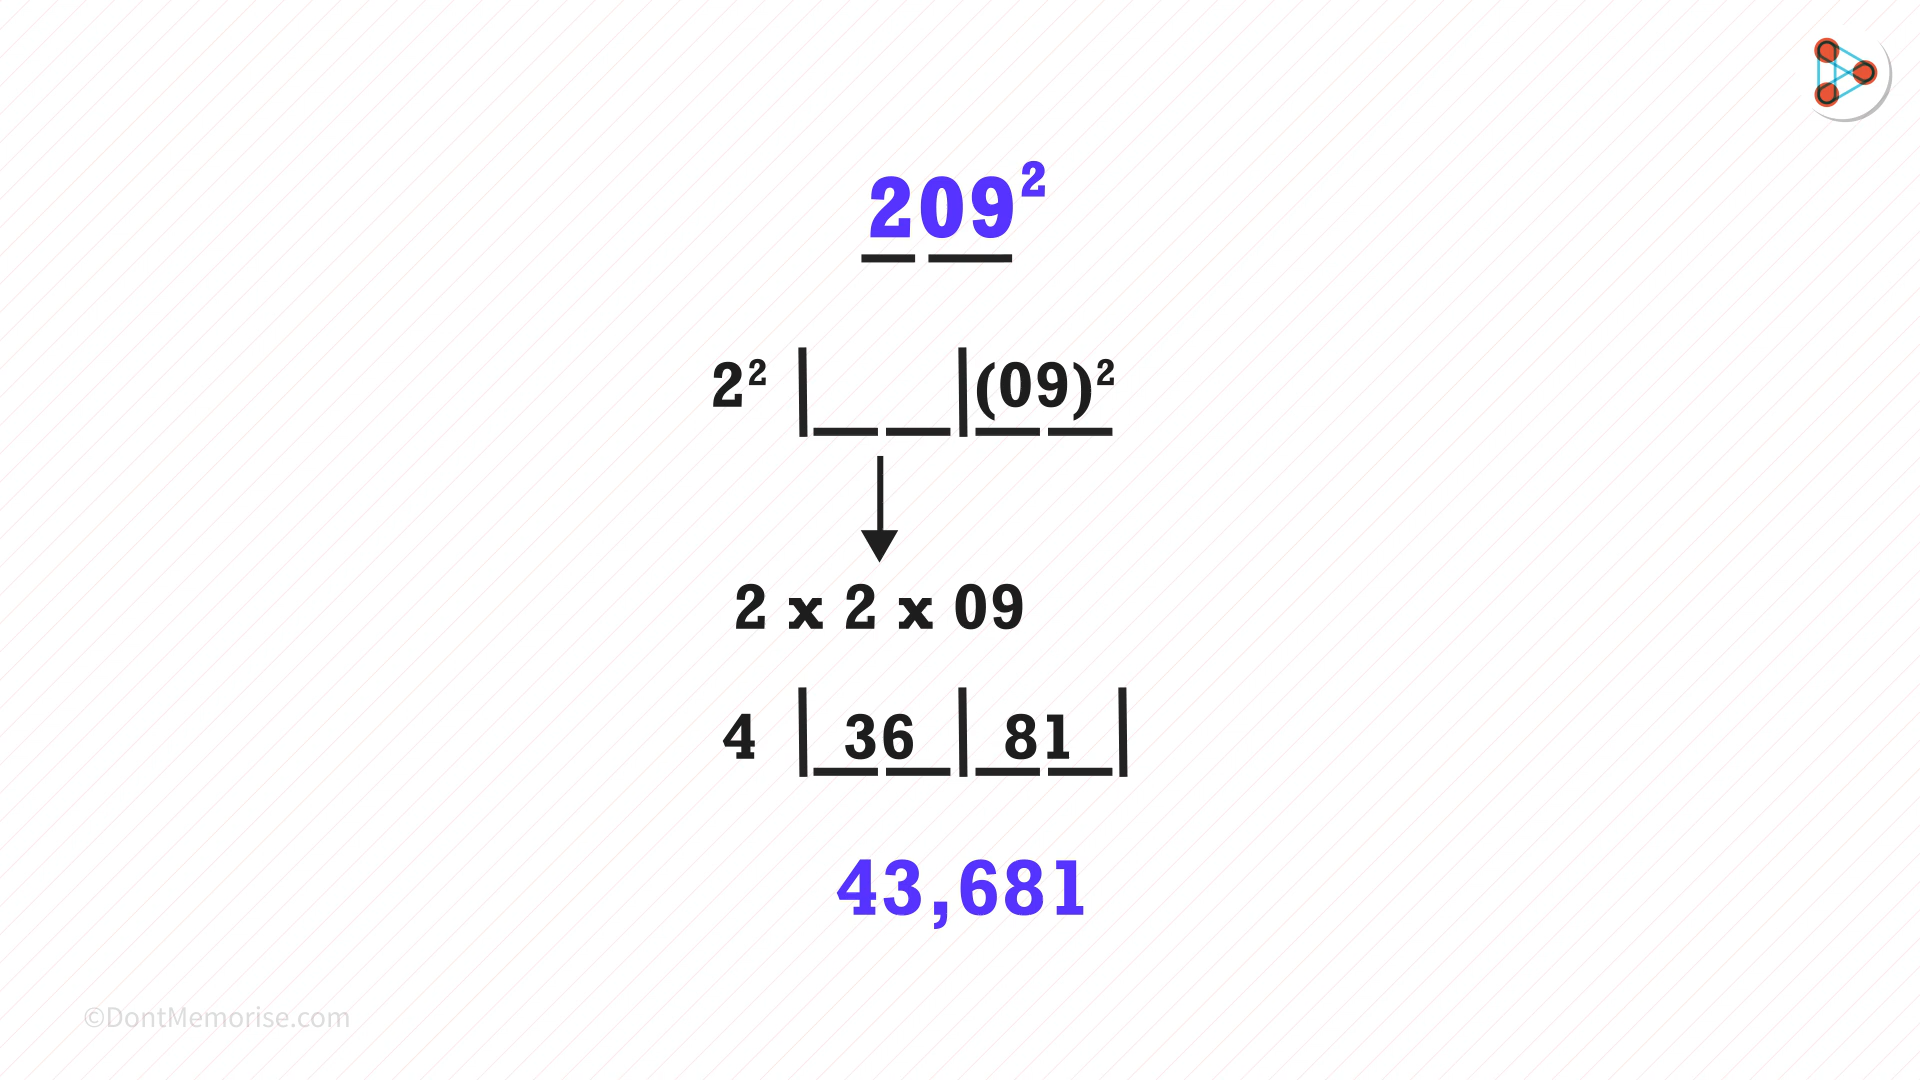 209²
2² | _ _ | (09)²
2 x 2 x 09
4 | 36 | 81 |
43,681
©DontMemorise.com